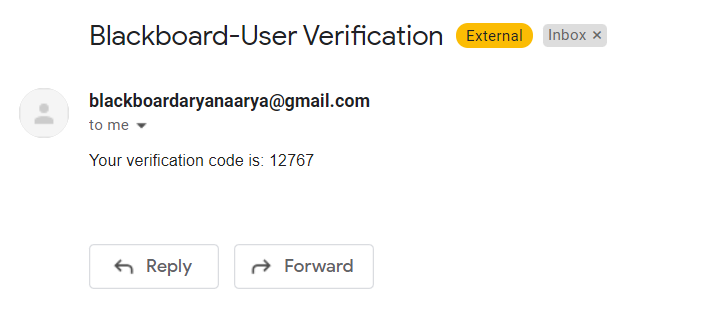 Blackboard-User Verification External Inbox ×
blackboardaryanaarya@gmail.com
to me
Your verification code is: 12767
Reply Forward